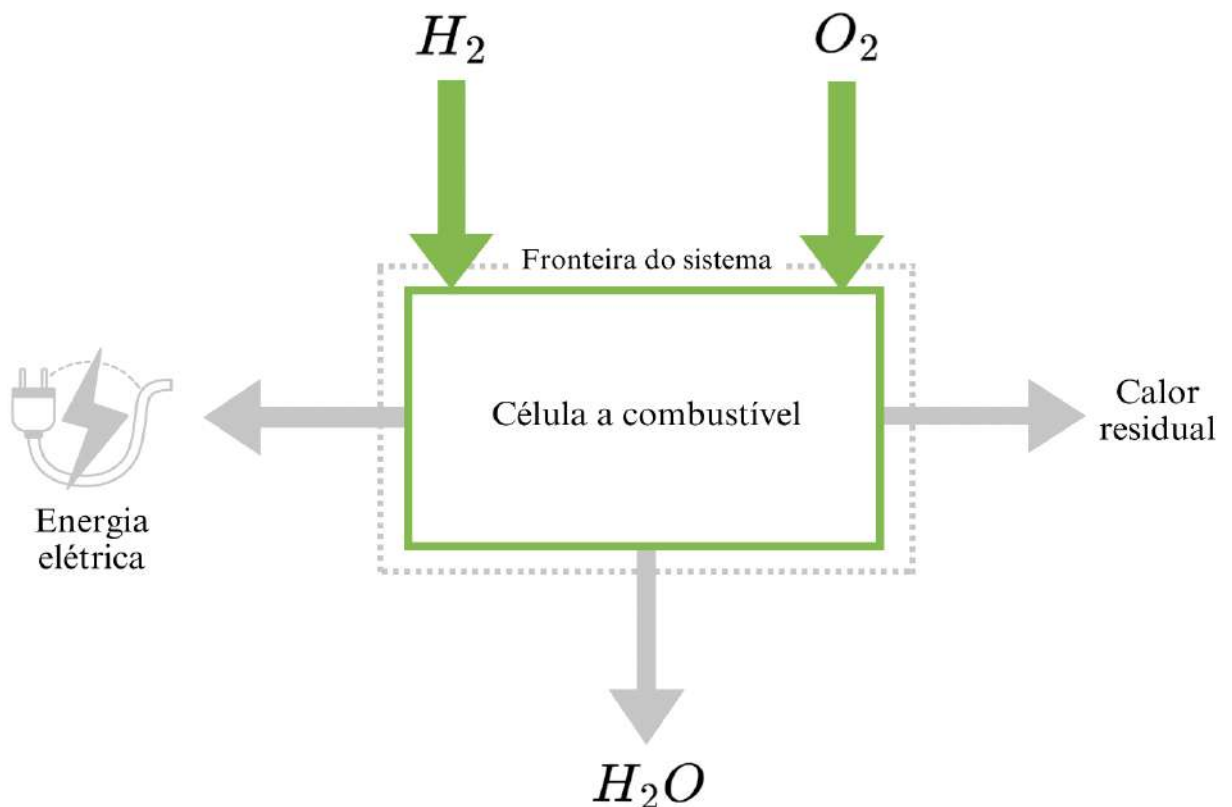 H₂
O₂
Fronteira do sistema
Célula a combustível
Calor
residual
Energia
elétrica
H₂O